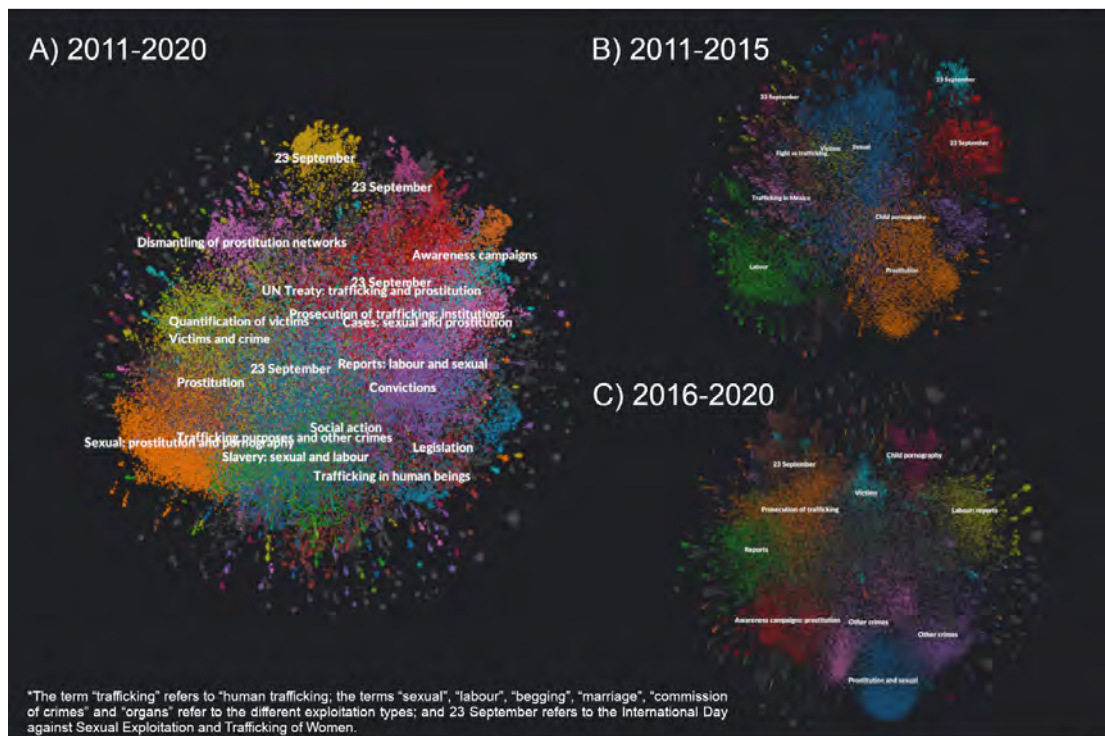 A) 2011-2020
23 September
23 September
Dismantling of prostitution networks
Awareness campaigns
23 September
UN Treaty: trafficking and prostitution
Prosecution of trafficking: institutions
Quantification of victims
Cases: sexual and prostitution
Victims and crime
Reports: labour and sexual
23 September
Prostitution
Convictions
Social action
Trafficking purposes and other crimes
Sexual: prostitution and pornography
Legislation
Slavery: sexual and labour
Trafficking in human beings
B) 2011-2015
23 September
23 September
23 September
Victims
Sexual
Fight vs trafficking
Trafficking in Mexico
Child pornography
Labour
Prostitution
C) 2016-2020
Child pornography
23 September
Victims
Prosecution of trafficking
Labour: reports
Reports
Awareness campaigns: prostitution
Other crimes
Other crimes
Prostitution and sexual
*The term “trafficking” refers to “human trafficking; the terms “sexual”, “labour”, “begging”, “marriage”, “commission
of crimes” and “organs” refer to the different exploitation types; and 23 September refers to the International Day
against Sexual Exploitation and Trafficking of Women.